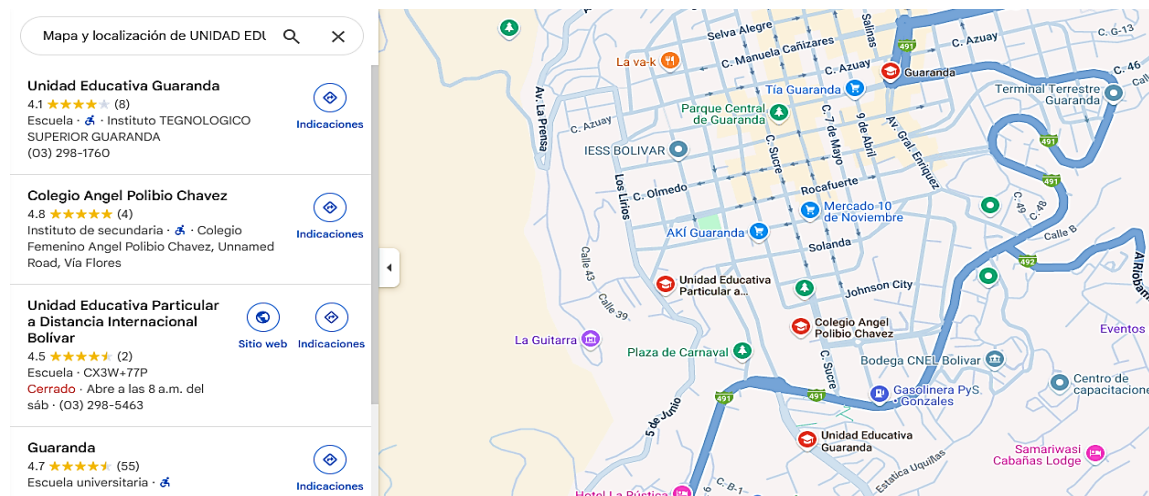 Mapa y localización de UNIDAD EDU
Unidad Educativa Guaranda
4.1 (8)
Escuela · · Instituto TEGNOLOGICO
SUPERIOR GUARANDA
(03) 298-1760
Indicaciones
Colegio Angel Polibio Chavez
4.8 (4)
Instituto de secundaria · · Colegio
Femenino Angel Polibio Chavez, Unnamed
Road, Vía Flores
Indicaciones
Unidad Educativa Particular
a Distancia Internacional
Bolívar
4.5 (2)
Escuela · CX3W+77P
Cerrado · Abre a las 8 a.m. del
sáb · (03) 298-5463
Sitio web
Indicaciones
Guaranda
4.7 (55)
Escuela universitaria ·
Indicaciones
Selva Alegre
C. Manuela Cañizares
Salinas
491
C. Azuay
C. G-13
La va-k
C. Azuay
Guaranda
C. 46
Tía Guaranda
Terminal Terrestre
Guaranda
Av. La Prensa
Parque Central
de Guaranda
C. Azuay
C. Sucre
C. 7 de Mayo
9 de Abril
Av. Gral. Enriquez
491
IESS BOLIVAR
Los Lirios
C. Olmedo
Rocafuerte
491
C. 49
C. 48
Mercado 10
de Noviembre
AKÍ Guaranda
Solanda
Calle B
492
Calle 43
A Riobam
Unidad Educativa
Particular a...
Johnson City
Calle 39
Colegio Angel
Polibio Chavez
Eventos
La Guitarra
Plaza de Carnaval
C. Sucre
Bodega CNEL Bolivar
Centro de
capacitacione
491
491
Gasolinera PyS
Gonzales
5 de Junio
Unidad Educativa
Guaranda
Estatica Uquillas
Samariwasi
Cabañas Lodge
C-B-1
Hotel La Rústica